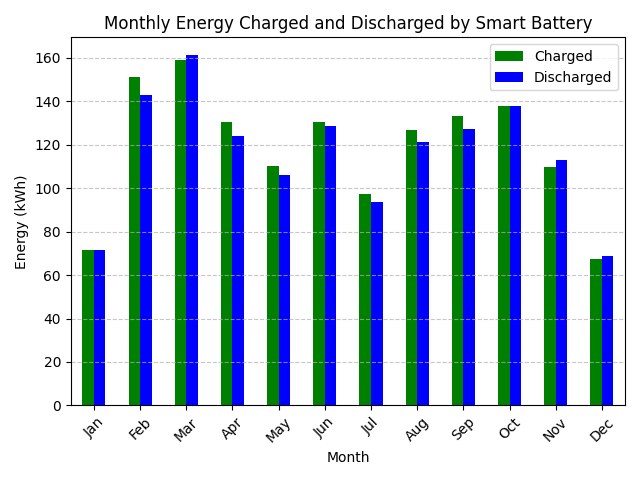 Monthly Energy Charged and Discharged by Smart Battery
Charged
Discharged
Energy (kWh)
160
140
120
100
80
60
40
20
0
Jan Feb Mar Apr May Jun Jul Aug Sep Oct Nov Dec
Month